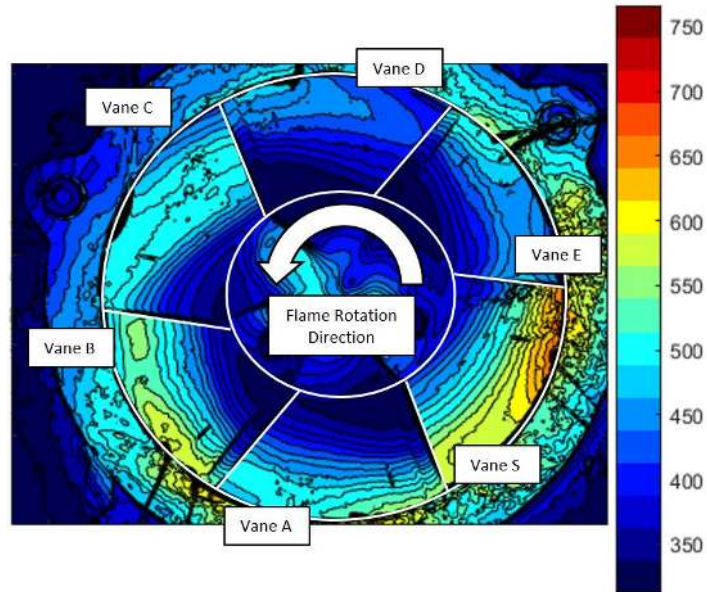 Vane D
Vane C
Vane E
Flame Rotation
Direction
Vane B
Vane S
Vane A
750
700
650
600
550
500
450
400
350